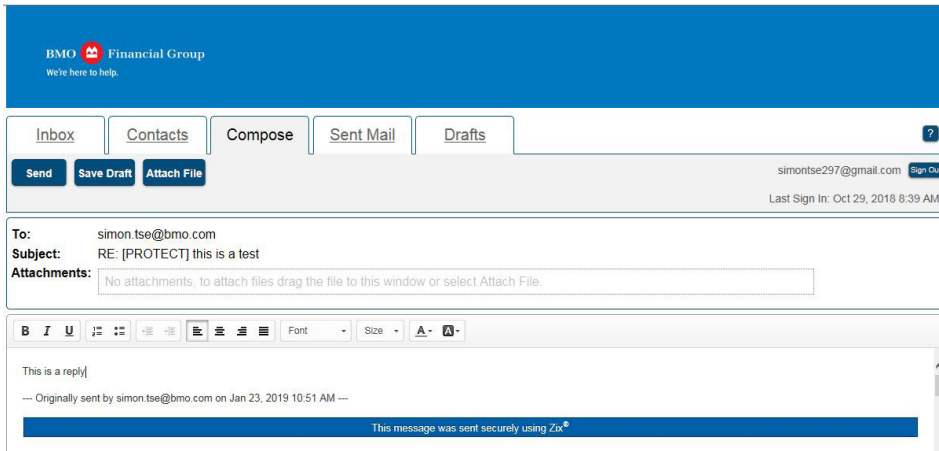 BMO Financial Group
We're here to help.
Inbox Contacts Compose Sent Mail Drafts ?
Send Save Draft Attach File simontse297@gmail.com Sign Ou
Last Sign In: Oct 29, 2018 8:39 AM
To: simon.tse@bmo.com
Subject: RE: [PROTECT] this is a test
Attachments: No attachments, to attach files drag the file to this window or select Attach File.
B I U Font Size A A
This is a reply
--- Originally sent by simon.tse@bmo.com on Jan 23, 2019 10:51 AM ---
This message was sent securely using Zix®